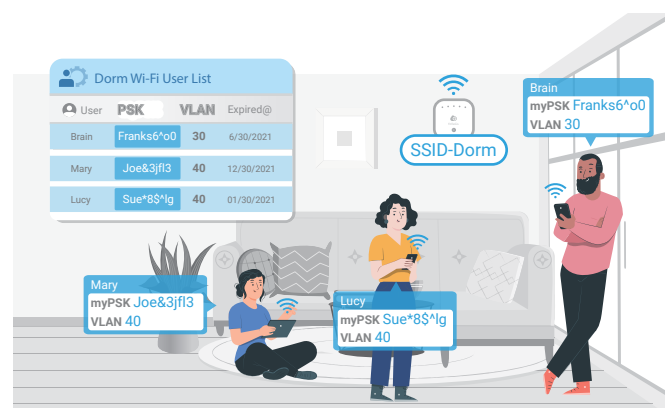 Dorm Wi-Fi User List
User PSK VLAN Expired@
Brain Franks6^o0 30 6/30/2021
Mary Joe&3jfl3 40 12/30/2021
Lucy Sue*8$^lg 40 01/30/2021
SSID-Dorm
Brain
myPSK Franks6^o0
VLAN 30
Mary
myPSK Joe&3jfl3
VLAN 40
Lucy
myPSK Sue*8$^lg
VLAN 40